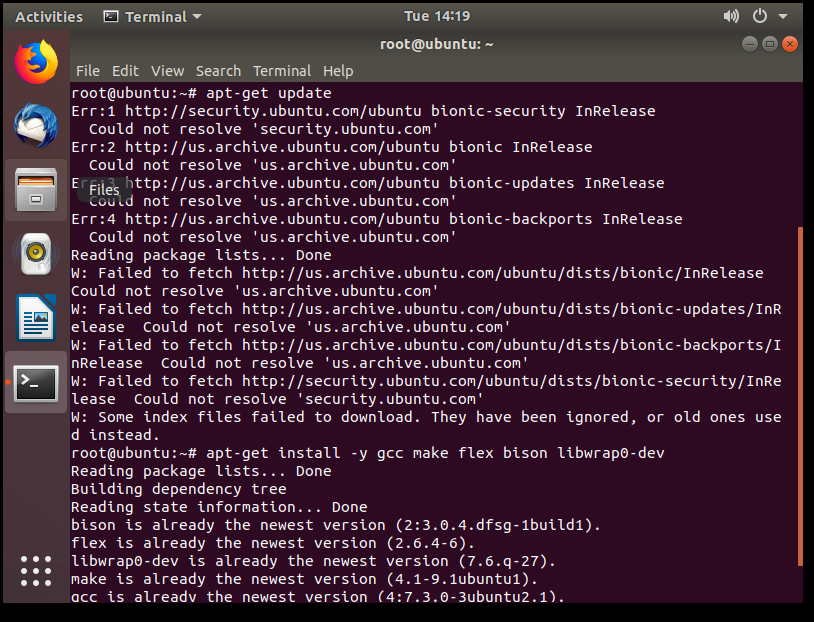 Activities Terminal Tue 14:19
root@ubuntu: ~
File Edit View Search Terminal Help
root@ubuntu:~# apt-get update
Err:1 http://security.ubuntu.com/ubuntu bionic-security InRelease
Could not resolve 'security.ubuntu.com'
Err:2 http://us.archive.ubuntu.com/ubuntu bionic InRelease
Could not resolve 'us.archive.ubuntu.com'
Err:3 http://us.archive.ubuntu.com/ubuntu bionic-updates InRelease
Files
Could not resolve 'us.archive.ubuntu.com'
Err:4 http://us.archive.ubuntu.com/ubuntu bionic-backports InRelease
Could not resolve 'us.archive.ubuntu.com'
Reading package lists... Done
W: Failed to fetch http://us.archive.ubuntu.com/ubuntu/dists/bionic/InRelease
Could not resolve 'us.archive.ubuntu.com'
W: Failed to fetch http://us.archive.ubuntu.com/ubuntu/dists/bionic-updates/InR
elease  Could not resolve 'us.archive.ubuntu.com'
W: Failed to fetch http://us.archive.ubuntu.com/ubuntu/dists/bionic-backports/I
nRelease  Could not resolve 'us.archive.ubuntu.com'
W: Failed to fetch http://security.ubuntu.com/ubuntu/dists/bionic-security/InRe
lease  Could not resolve 'security.ubuntu.com'
W: Some index files failed to download. They have been ignored, or old ones use
d instead.
root@ubuntu:~# apt-get install -y gcc make flex bison libwrap0-dev
Reading package lists... Done
Building dependency tree
Reading state information... Done
bison is already the newest version (2:3.0.4.dfsg-1build1).
flex is already the newest version (2.6.4-6).
libwrap0-dev is already the newest version (7.6.q-27).
make is already the newest version (4.1-9.1ubuntu1).
gcc is already the newest version (4:7.3.0-3ubuntu2.1).